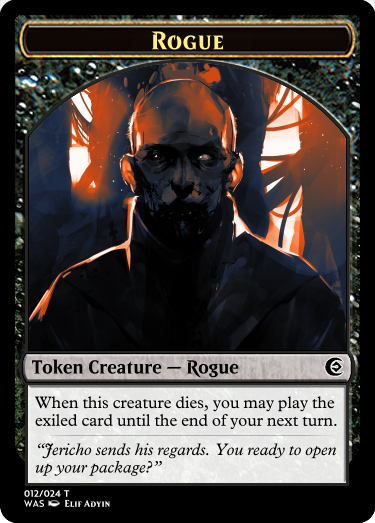 Rogue
Token Creature — Rogue
When this creature dies, you may play the
exiled card until the end of your next turn.
“Jericho sends his regards. You ready to open
up your package?”
012/024 T
WAS Elif Adyin